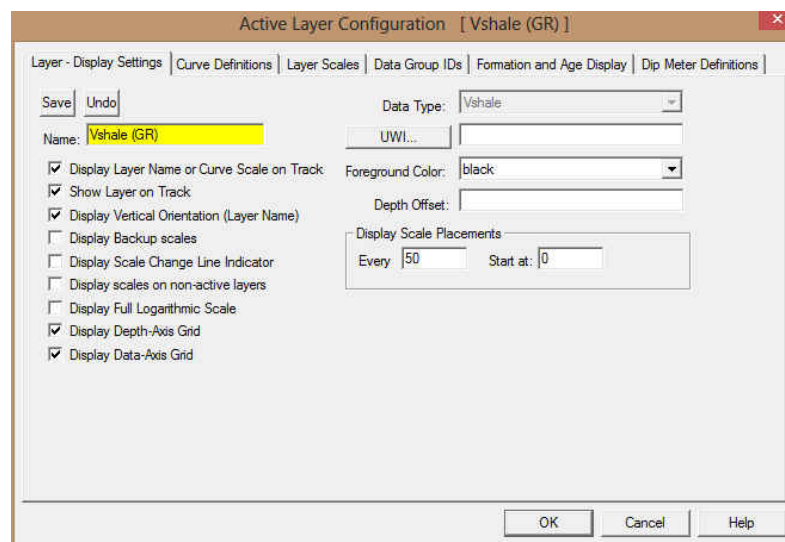 Active Layer Configuration [ Vshale (GR) ]
Layer - Display Settings Curve Definitions Layer Scales Data Group IDs Formation and Age Display Dip Meter Definitions
Save Undo
Name: Vshale (GR)
Display Layer Name or Curve Scale on Track
Show Layer on Track
Display Vertical Orientation (Layer Name)
Display Backup scales
Display Scale Change Line Indicator
Display scales on non-active layers
Display Full Logarithmic Scale
Display Depth-Axis Grid
Display Data-Axis Grid
Data Type: Vshale
UWI...
Foreground Color: black
Depth Offset:
Display Scale Placements
Every 50 Start at: 0
OK Cancel Help